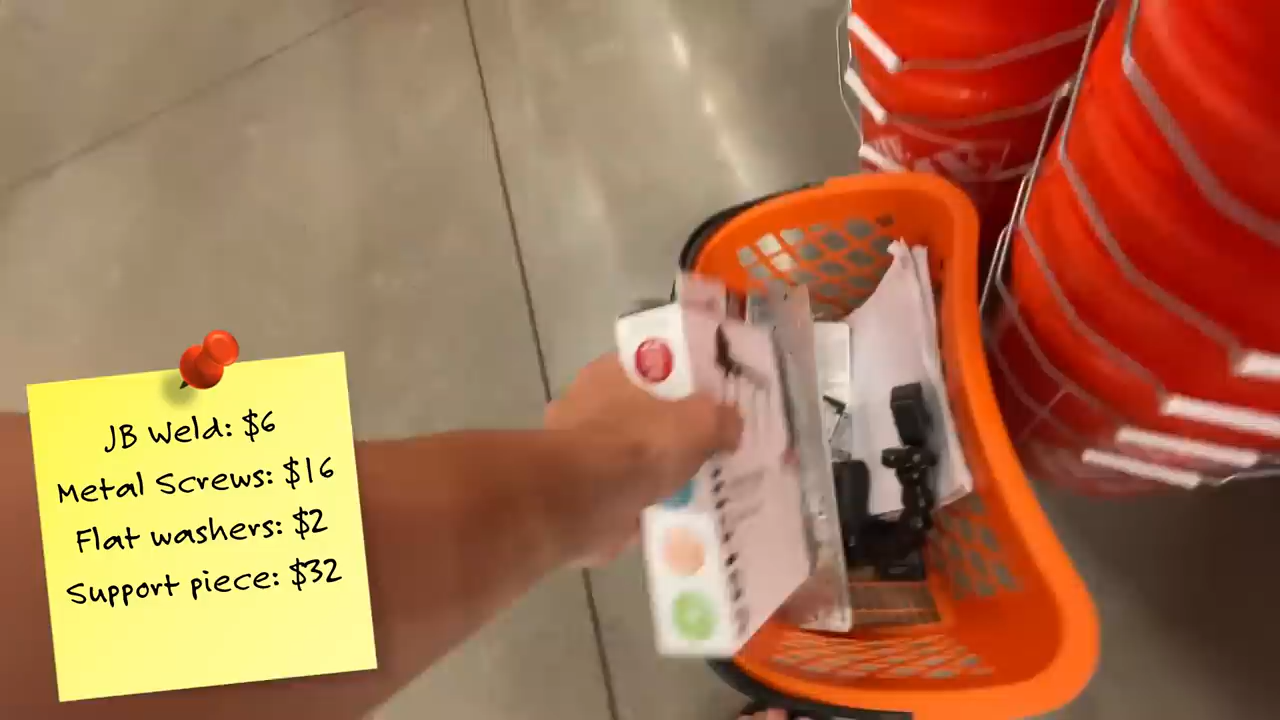 JB Weld: $6
Metal Screws: $16
Flat washers: $2
Support piece: $32